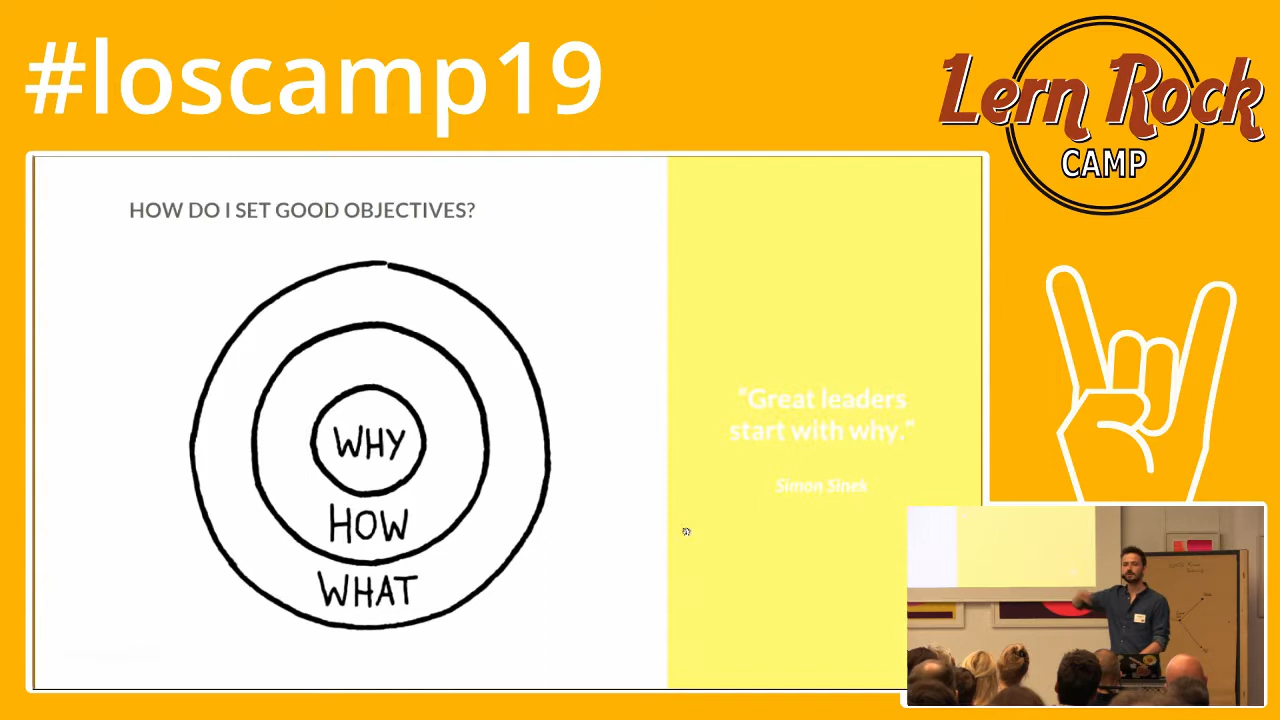 #loscamp19
Lern Rock
CAMP
HOW DO I SET GOOD OBJECTIVES?
WHY
HOW
WHAT
"Great leaders
start with why."
Simon Sinek